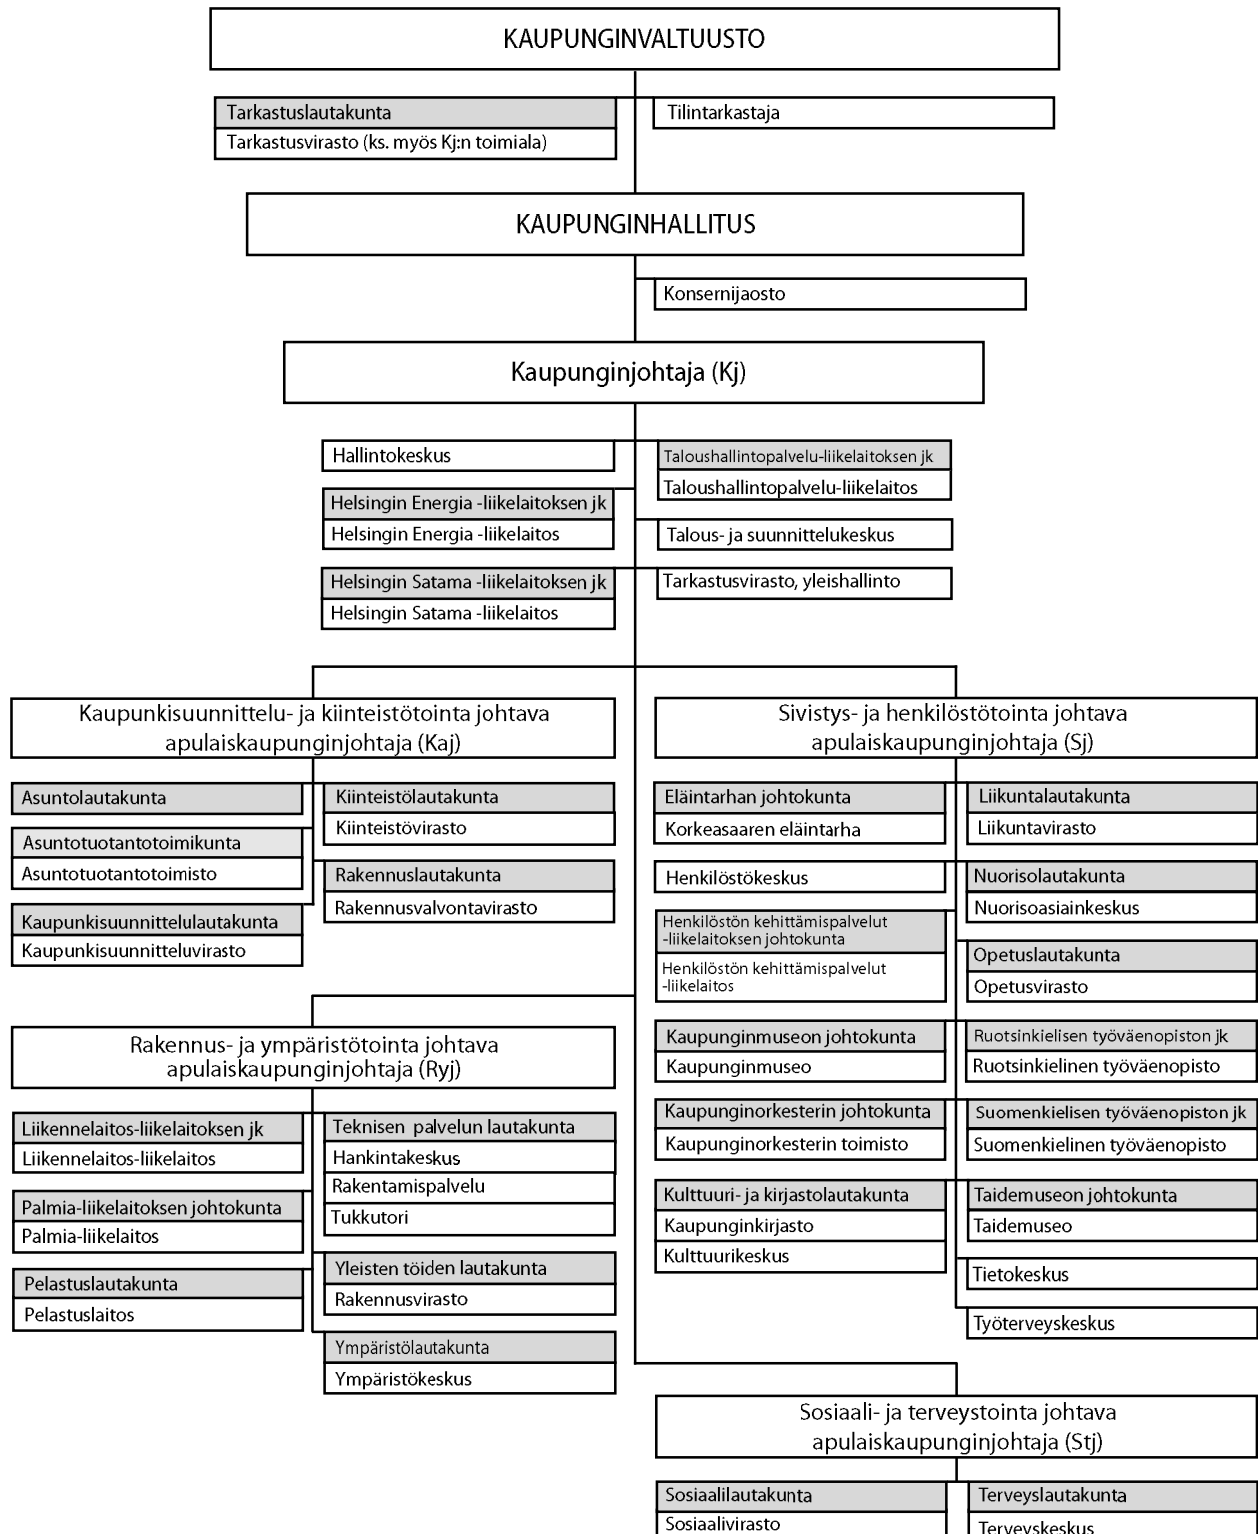 KAUPUNGINVALTUUSTO
Tarkastuslautakunta
Tarkastusvirasto (ks. myös Kj:n toimiala)
Tilintarkastaja
KAUPUNGINHALLITUS
Konsernijaosto
Kaupunginjohtaja (Kj)
Hallintokeskus
Helsingin Energia -liikelaitoksen jk
Helsingin Energia -liikelaitos
Helsingin Satama -liikelaitoksen jk
Helsingin Satama -liikelaitos
Taloushallintopalvelu-liikelaitoksen jk
Taloushallintopalvelu-liikelaitos
Talous- ja suunnittelukeskus
Tarkastusvirasto, yleishallinto
Kaupunkisuunnittelu- ja kiinteistötointa johtava
apulaiskaupunginjohtaja (Kaj)
Asuntolautakunta
Asuntotuotantotoimikunta
Asuntotuotantotoimisto
Kaupunkisuunnittelulautakunta
Kaupunkisuunnitteluvirasto
Kiinteistölautakunta
Kiinteistövirasto
Rakennuslautakunta
Rakennusvalvontavirasto
Sivistys- ja henkilöstötointa johtava
apulaiskaupunginjohtaja (Sj)
Eläintarhan johtokunta
Korkeasaaren eläintarha
Henkilöstökeskus
Henkilöstön kehittämispalvelut
-liikelaitoksen johtokunta
Henkilöstön kehittämispalvelut
-liikelaitos
Kaupunginmuseon johtokunta
Kaupunginmuseo
Kaupunginorkesterin johtokunta
Kaupunginorkesterin toimisto
Kulttuuri- ja kirjastolautakunta
Kaupunginkirjasto
Kulttuurikeskus
Liikuntalautakunta
Liikuntavirasto
Nuorisolautakunta
Nuorisoasiainkeskus
Opetuslautakunta
Opetusvirasto
Ruotsinkielisen työväenopiston jk
Ruotsinkielinen työväenopisto
Suomenkielisen työväenopiston jk
Suomenkielinen työväenopisto
Taidemuseon johtokunta
Taidemuseo
Tietokeskus
Työterveyskeskus
Rakennus- ja ympäristötointa johtava
apulaiskaupunginjohtaja (Ryj)
Liikennelaitos-liikelaitoksen jk
Liikennelaitos-liikelaitos
Palmia-liikelaitoksen johtokunta
Palmia-liikelaitos
Pelastuslautakunta
Pelastuslaitos
Teknisen palvelun lautakunta
Hankintakeskus
Rakentamispalvelu
Tukkutori
Yleisten töiden lautakunta
Rakennusvirasto
Ympäristölautakunta
Ympäristökeskus
Sosiaali- ja terveystointa johtava
apulaiskaupunginjohtaja (Stj)
Sosiaalilautakunta
Sosiaalivirasto
Terveyslautakunta
Terveyskeskus